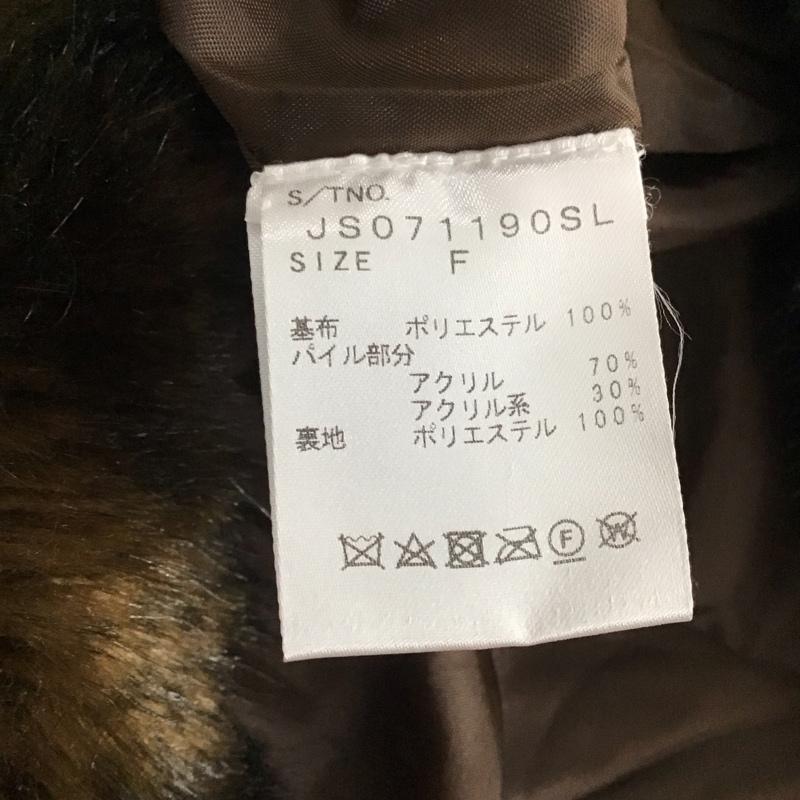 S/TNO.
JS071190SL
SIZE F
基布 ポリエステル 100%
パイル部分
アクリル 70%
アクリル系 30%
裏地 ポリエステル 100%
F W